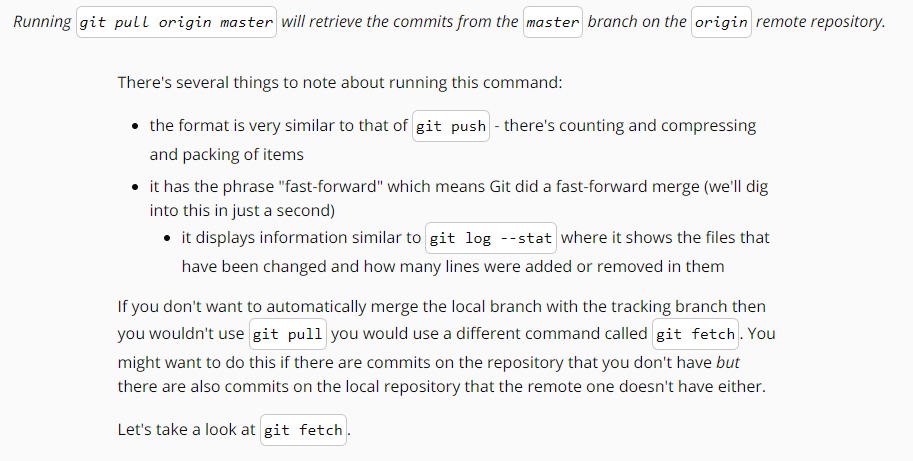 Running git pull origin master will retrieve the commits from the master branch on the origin remote repository.
There's several things to note about running this command:
• the format is very similar to that of git push - there's counting and compressing
and packing of items
• it has the phrase "fast-forward" which means Git did a fast-forward merge (we'll dig
into this in just a second)
• it displays information similar to git log --stat where it shows the files that
have been changed and how many lines were added or removed in them
If you don't want to automatically merge the local branch with the tracking branch then
you wouldn't use git pull you would use a different command called git fetch. You
might want to do this if there are commits on the repository that you don't have but
there are also commits on the local repository that the remote one doesn't have either.
Let's take a look at git fetch.